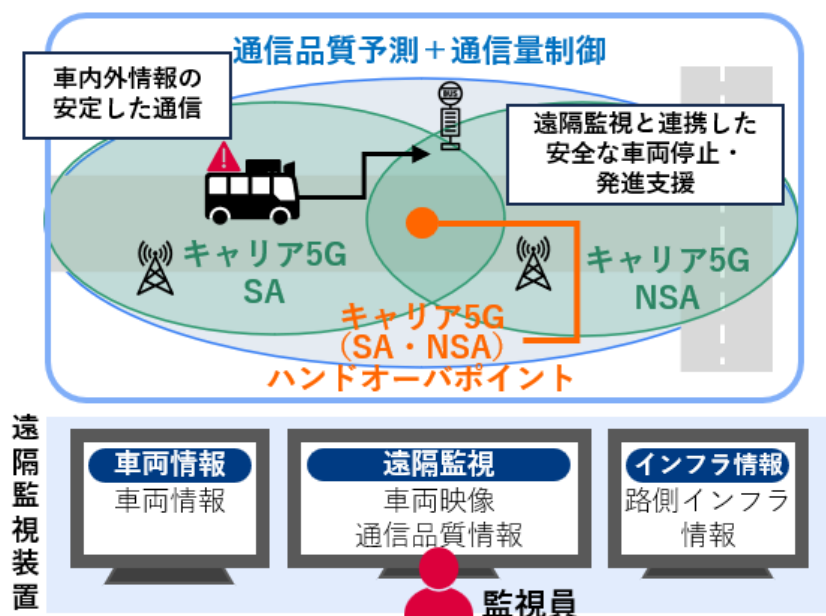 通信品質予測+通信量制御
車内外情報の
安定した通信
BUS
遠隔監視と連携した
安全な車両停止・
発進支援
キャリア5G
SA
キャリア5G
NSA
キャリア5G
(SA・NSA)
ハンドオーバポイント
遠隔監視装置
車両情報
車両情報
遠隔監視
車両映像
通信品質情報
インフラ情報
路側インフラ
情報
監視員